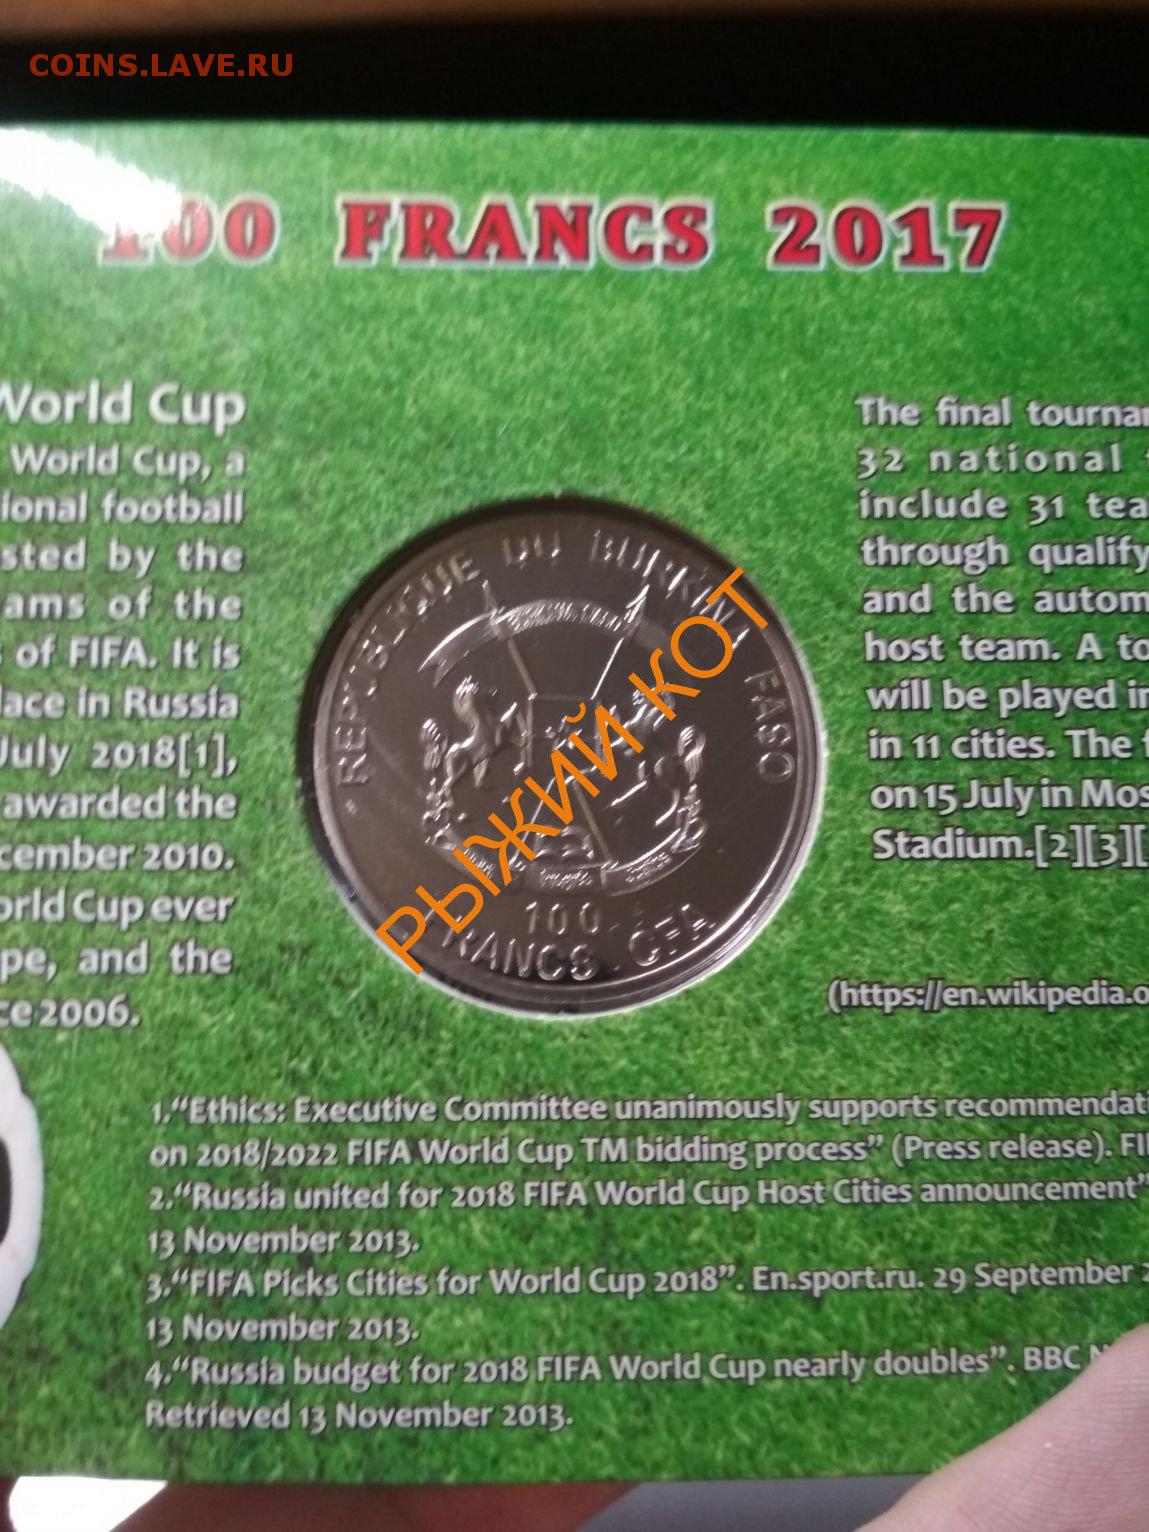 COINS.LAVE.RU
100 FRANCS 2017
World Cup
World Cup, a
ional football
sted by the
ams of the
of FIFA. It is
lace in Russia
July 2018[1],
awarded the
cember 2010.
orld Cup ever
pe, and the
ce 2006.
The final tourna
32 national
include 31 tea
through qualify
and the autom
host team. A to
will be played in
in 11 cities. The f
on 15 July in Mos
Stadium.[2][3][
(https://en.wikipedia.o
REPUBLIQUE DU BURKINA FASO
100
FRANCS CFA
РЫЖИЙ КОТ
1.“Ethics: Executive Committee unanimously supports recommendati
on 2018/2022 FIFA World Cup TM bidding process” (Press release). FI
2.“Russia united for 2018 FIFA World Cup Host Cities announcement”
13 November 2013.
3.“FIFA Picks Cities for World Cup 2018”. En.sport.ru. 29 September 2
13 November 2013.
4.“Russia budget for 2018 FIFA World Cup nearly doubles”. BBC N
Retrieved 13 November 2013.